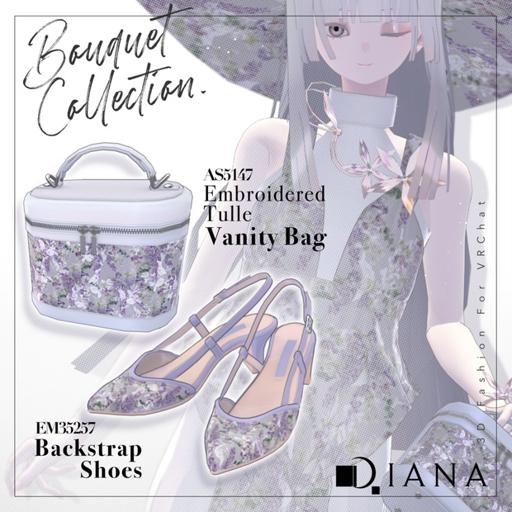 Bouquet
Collection.
AS5147
Embroidered
Tulle
Vanity Bag
EM35257
Backstrap
Shoes
3D Fashion For VRChat
DIANA